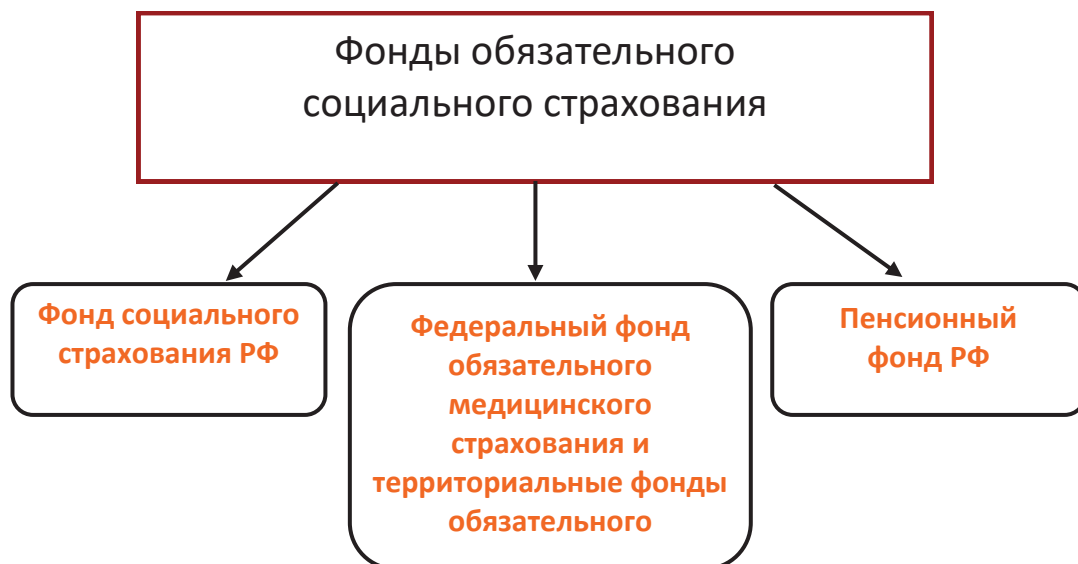 Фонды обязательного
социального страхования
Фонд социального
страхования РФ
Федеральный фонд
обязательного
медицинского
страхования и
территориальные фонды
обязательного
Пенсионный
фонд РФ